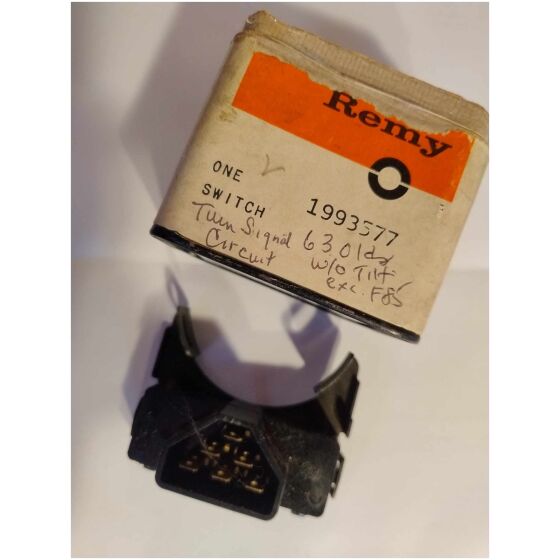 Remy
ONE
SWITCH 1993577
Turn Signal 63 Olds
Circuit w/o Tilt
exc. F85